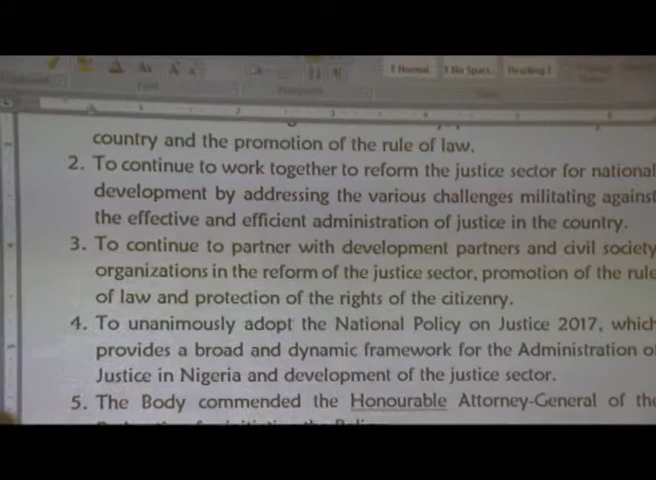 Normal
No Spaci...
Heading 1
country and the promotion of the rule of law.
2. To continue to work together to reform the justice sector for national
development by addressing the various challenges militating against
the effective and efficient administration of justice in the country.
3. To continue to partner with development partners and civil society
organizations in the reform of the justice sector, promotion of the rule
of law and protection of the rights of the citizenry.
4. To unanimously adopt the National Policy on Justice 2017, which
provides a broad and dynamic framework for the Administration of
Justice in Nigeria and development of the justice sector.
5. The Body commended the Honourable Attorney-General of the